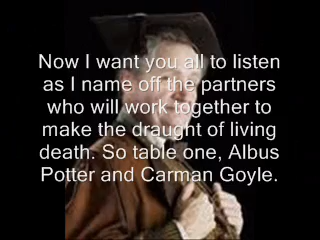 Now I want you all to listen
as I name off the partners
who will work together to
make the draught of living
death. So table one, Albus
Potter and Carman Goyle.